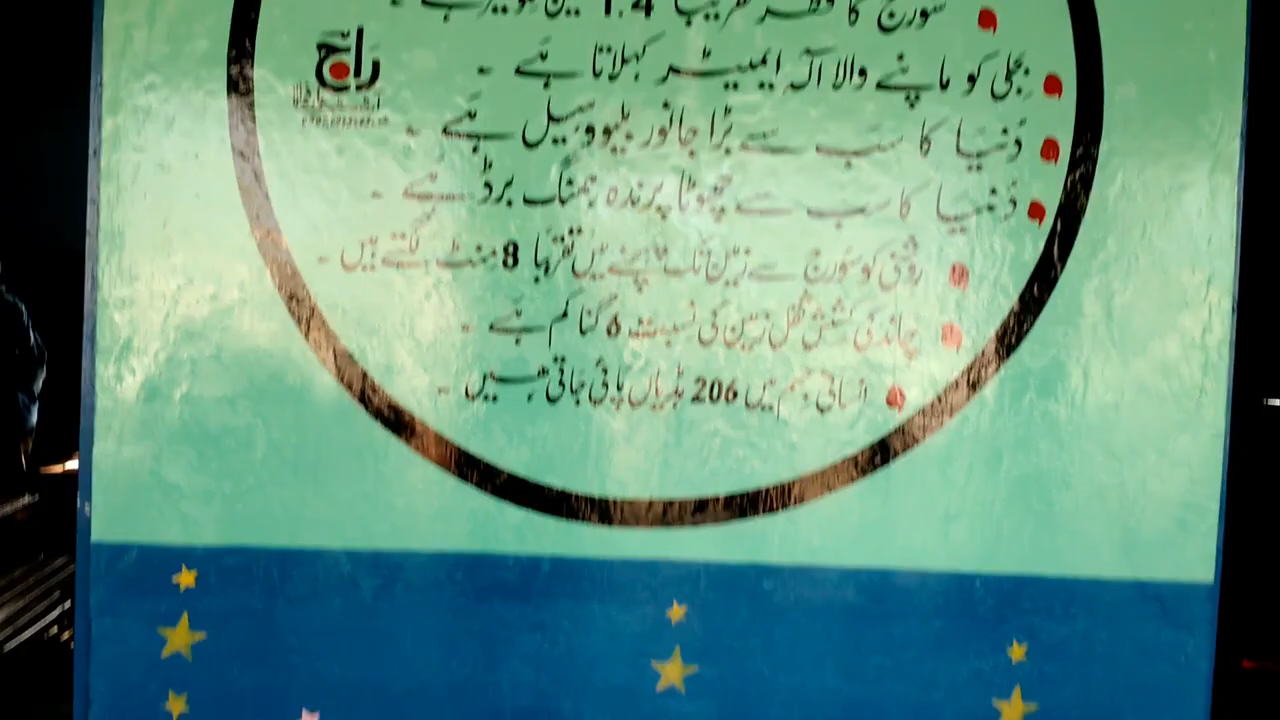 سورج کا قطر تقریباً 1.4 ملین کلومیٹر ہے ۔
بجلی کو ماپنے والا آلہ ایمیٹر کہلاتا ہے ۔
دُنیا کا سب سے بڑا جانور بلیو وہیل ہے ۔
دُنیا کا سب سے چھوٹا پرندہ ہمنگ برڈ ہے ۔
روشنی کو سورج سے زمین تک پہنچنے میں تقریباً 8 منٹ لگتے ہیں ۔
چاند کی کشش ثقل زمین کی نسبت 6 گنا کم ہے ۔
انسانی جسم میں 206 ہڈیاں پائی جاتی ہیں ۔
راج